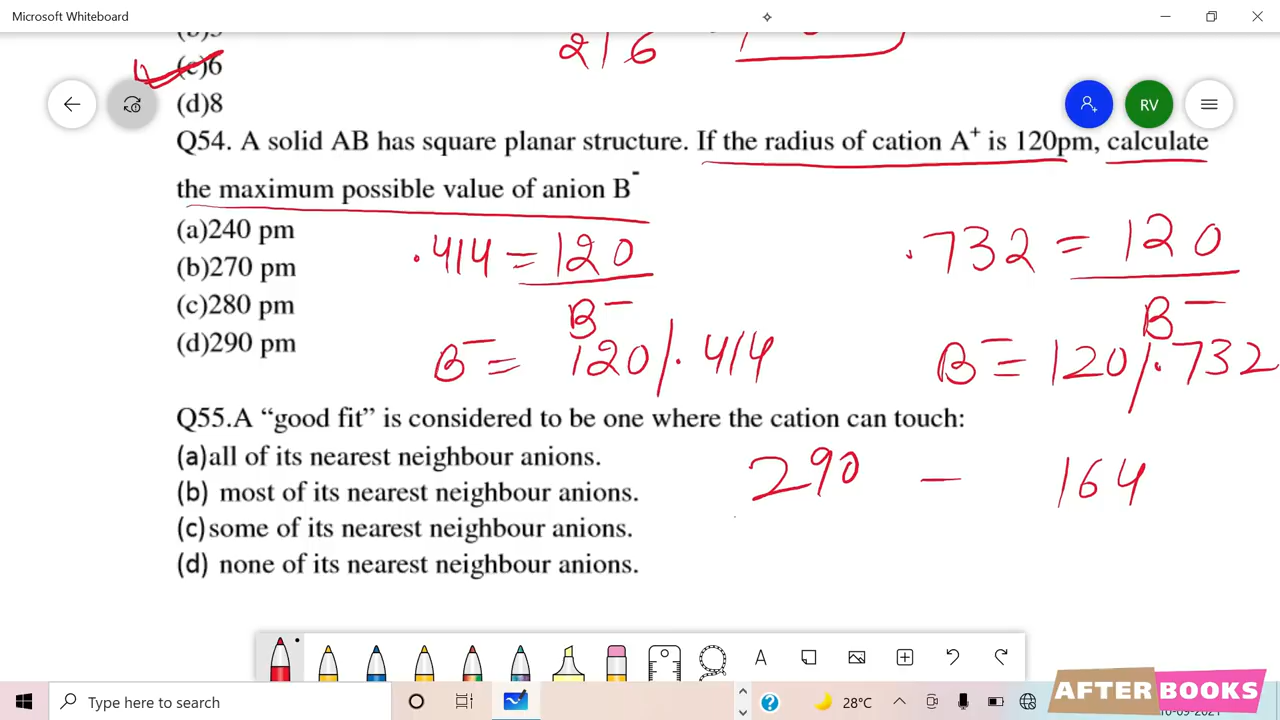 Microsoft Whiteboard
216
(c)6
(d)8
RV
Q54. A solid AB has square planar structure. If the radius of cation A⁺ is 120pm, calculate
the maximum possible value of anion B⁻
(a)240 pm
(b)270 pm
(c)280 pm
(d)290 pm
.414 = 120
B⁻
B⁻ = 120/.414
.732 = 120
B⁻
B⁻ = 120/.732
Q55.A “good fit” is considered to be one where the cation can touch:
(a)all of its nearest neighbour anions.
(b) most of its nearest neighbour anions.
(c)some of its nearest neighbour anions.
(d) none of its nearest neighbour anions.
290 – 164
A
AFTER BOOKS
Type here to search
28°C